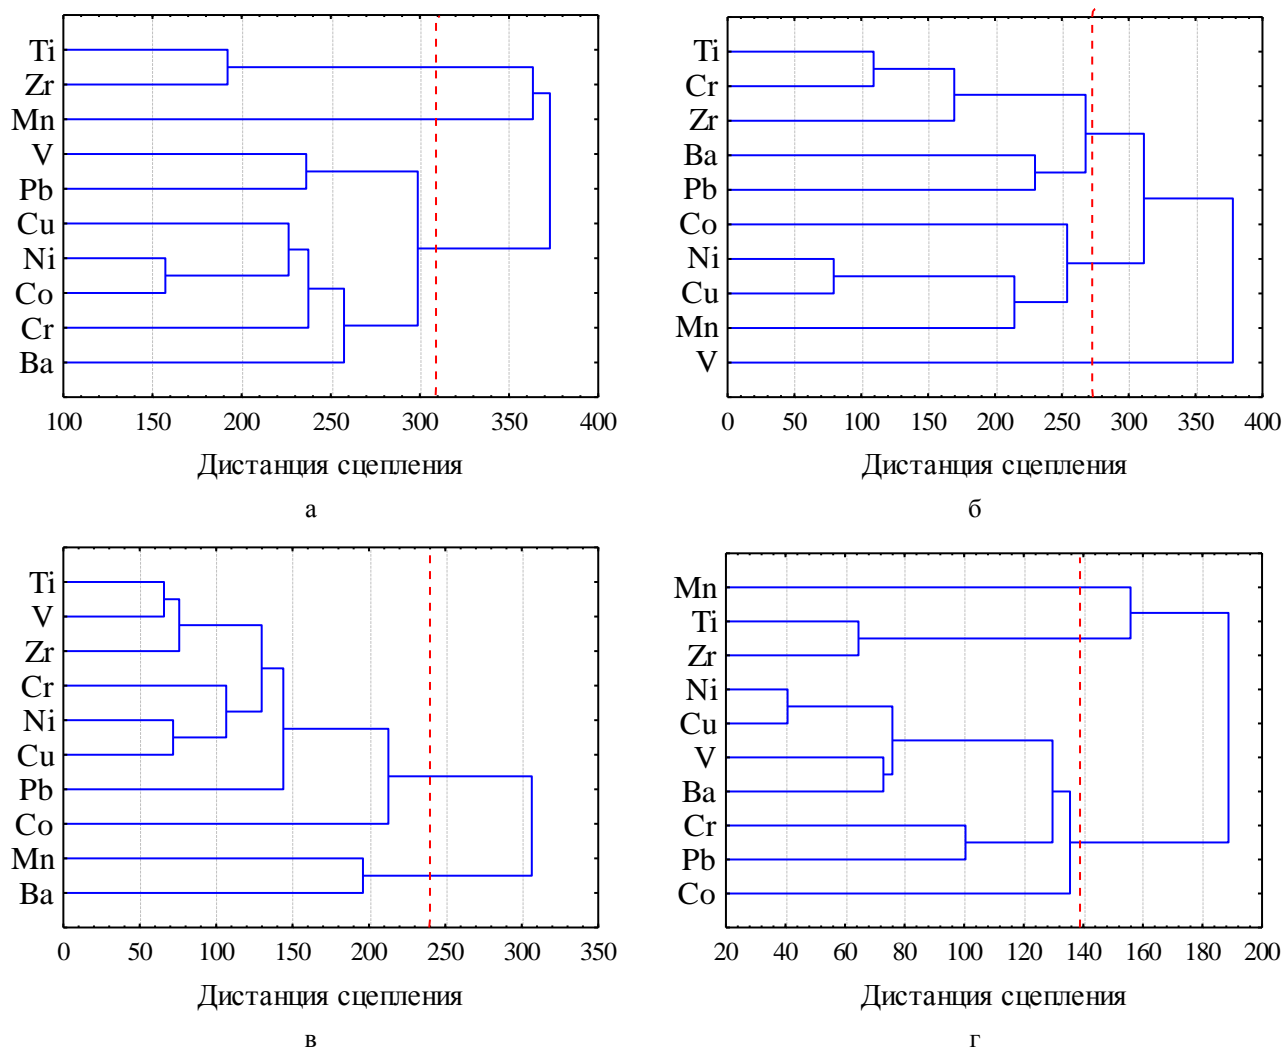 Ti
Zr
Mn
V
Pb
Cu
Ni
Co
Cr
Ba
100 150 200 250 300 350 400
Дистанция сцепления
а
Ti
Cr
Zr
Ba
Pb
Co
Ni
Cu
Mn
V
0 50 100 150 200 250 300 350 400
Дистанция сцепления
б
Ti
V
Zr
Cr
Ni
Cu
Pb
Co
Mn
Ba
0 50 100 150 200 250 300 350
Дистанция сцепления
в
Mn
Ti
Zr
Ni
Cu
V
Ba
Cr
Pb
Co
20 40 60 80 100 120 140 160 180 200
Дистанция сцепления
г